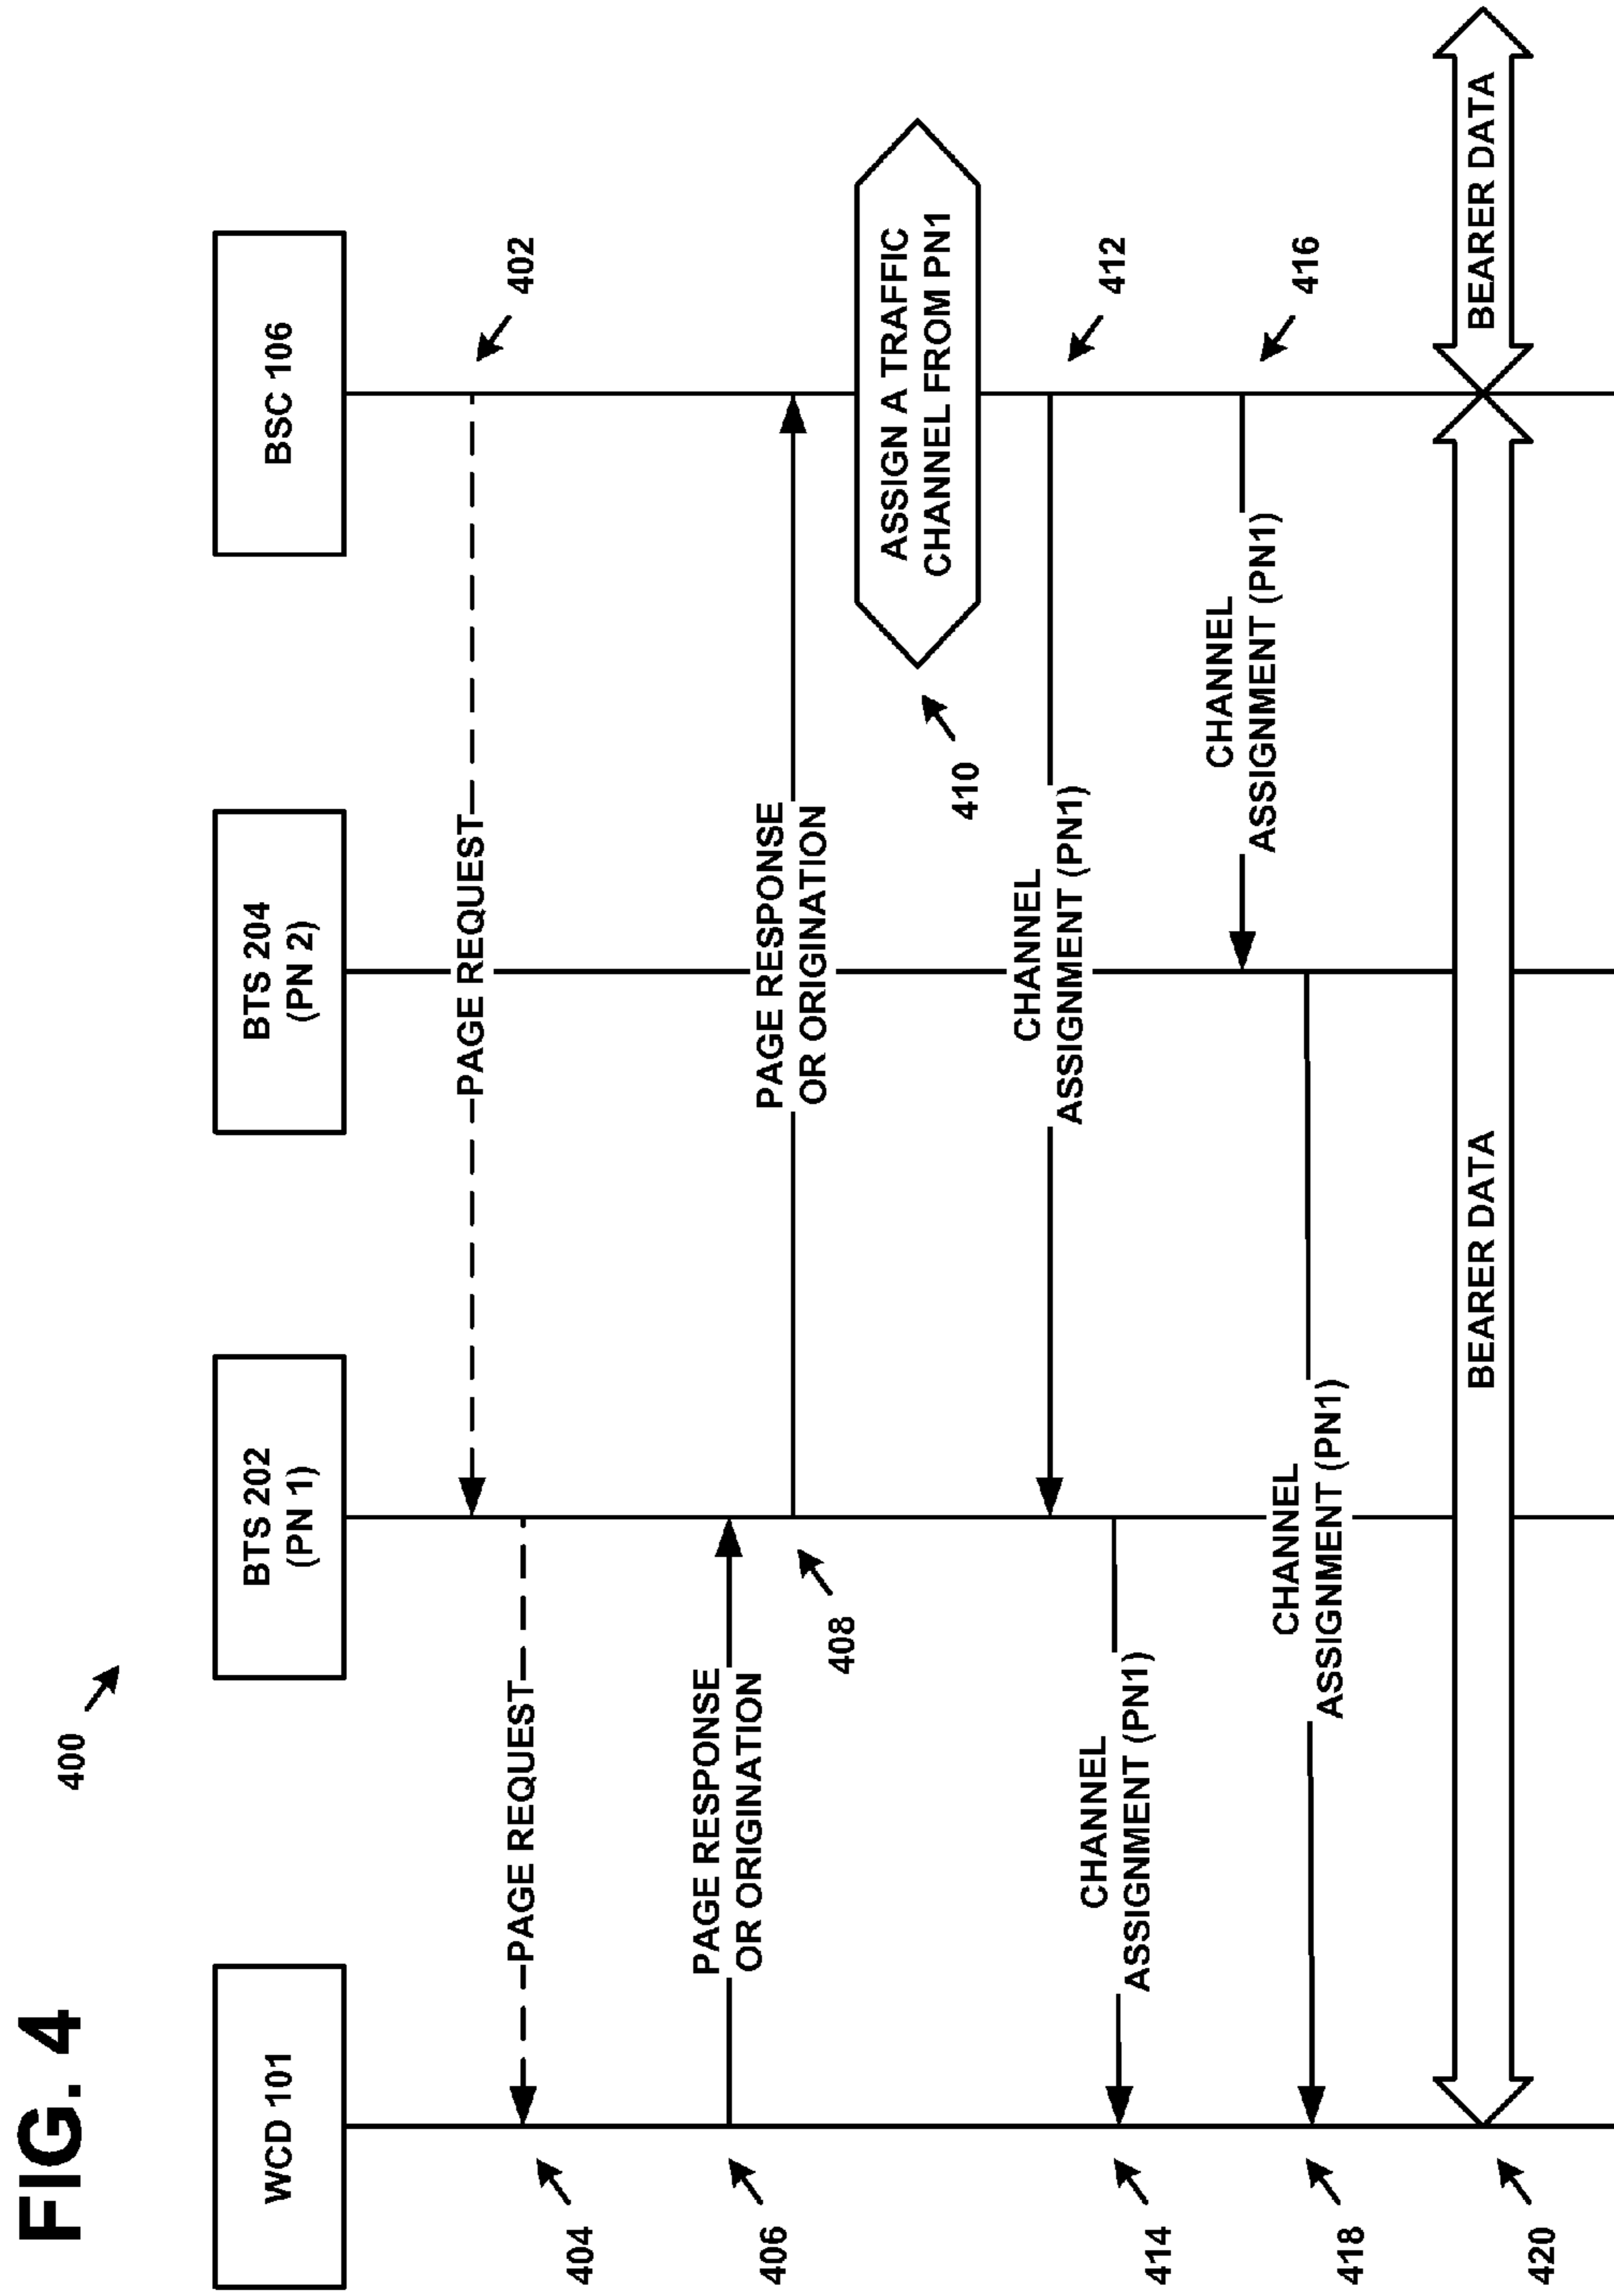 FIG. 4
400
WCD 101
BTS 202
(PN 1)
BTS 204
(PN 2)
BSC 106
PAGE REQUEST
402
PAGE REQUEST
404
PAGE RESPONSE
OR ORIGINATION
406
PAGE RESPONSE
OR ORIGINATION
408
ASSIGN A TRAFFIC
CHANNEL FROM PN1
410
CHANNEL
ASSIGNMENT (PN1)
412
CHANNEL
ASSIGNMENT (PN1)
414
CHANNEL
ASSIGNMENT (PN1)
416
CHANNEL
ASSIGNMENT (PN1)
418
BEARER DATA
BEARER DATA
420